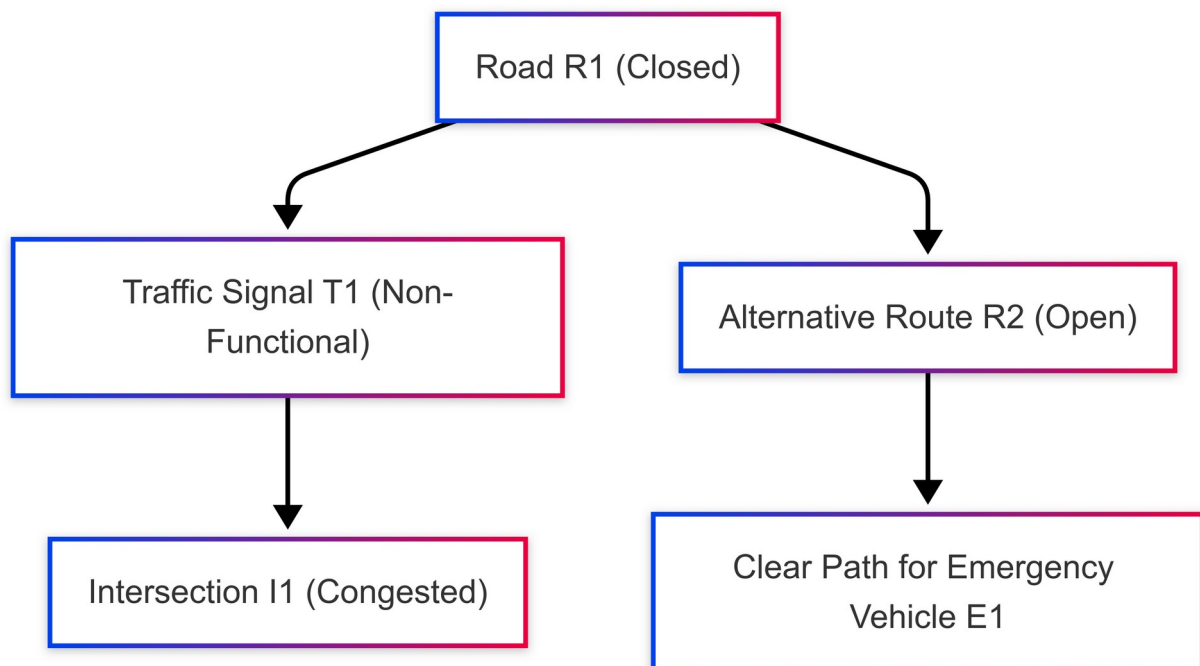 Road R1 (Closed)
Traffic Signal T1 (Non-
Functional)
Alternative Route R2 (Open)
Intersection I1 (Congested)
Clear Path for Emergency
Vehicle E1